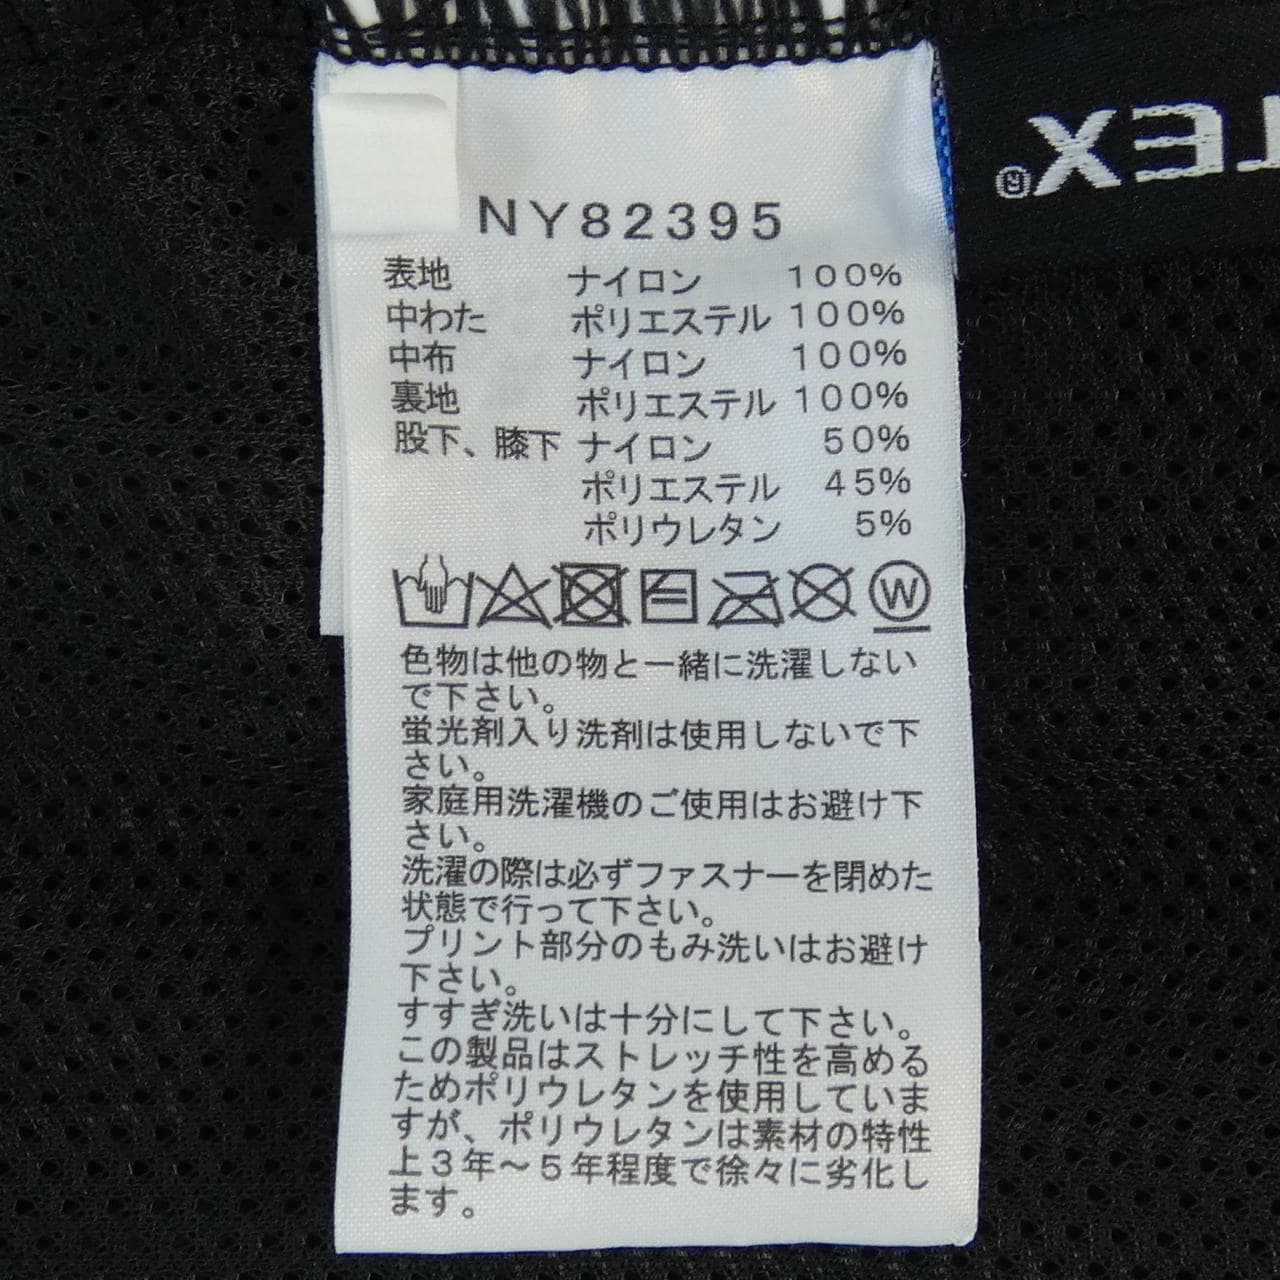 NY82395
表地 ナイロン 100%
中わた ポリエステル 100%
中布 ナイロン 100%
裏地 ポリエステル 100%
股下、膝下 ナイロン 50%
ポリエステル 45%
ポリウレタン 5%
W
色物は他の物と一緒に洗濯しない
で下さい。
蛍光剤入り洗剤は使用しないで下
さい。
家庭用洗濯機のご使用はお避け下
さい。
洗濯の際は必ずファスナーを閉めた
状態で行って下さい。
プリント部分のもみ洗いはお避け
下さい。
すすぎ洗いは十分にして下さい。
この製品はストレッチ性を高める
ためポリウレタンを使用していま
すが、ポリウレタンは素材の特性
上3年～5年程度で徐々に劣化し
ます。
TEX®